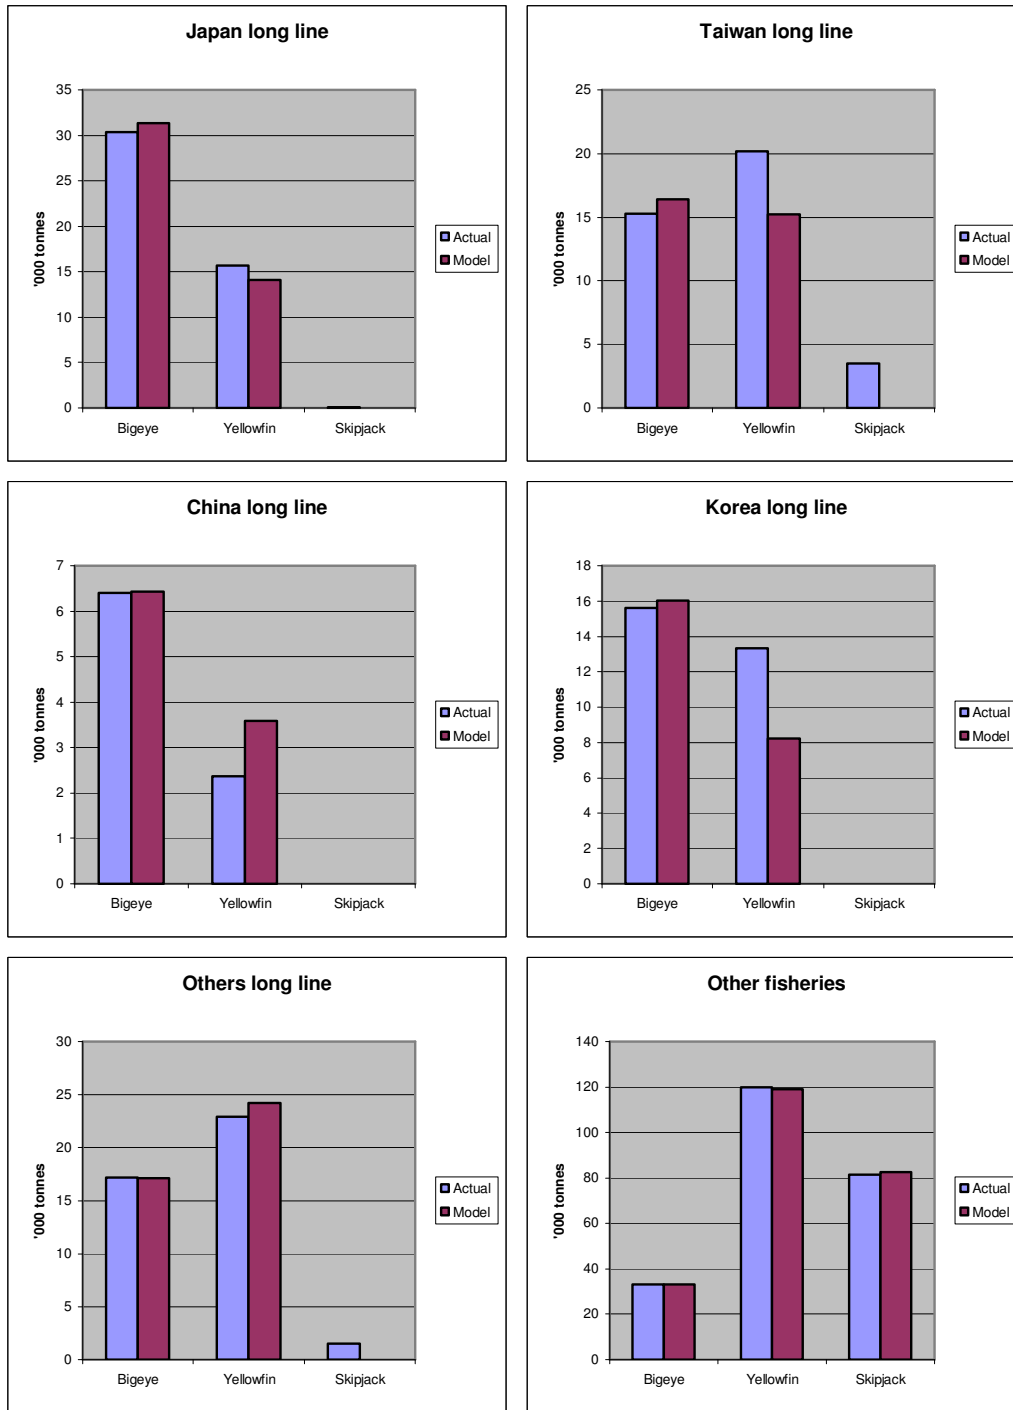 Japan long line
35
30
25
20
15
10
5
0
'000 tonnes
Bigeye Yellowfin Skipjack
Actual
Model
Taiwan long line
25
20
15
10
5
0
'000 tonnes
Bigeye Yellowfin Skipjack
Actual
Model
China long line
7
6
5
4
3
2
1
0
'000 tonnes
Bigeye Yellowfin Skipjack
Actual
Model
Korea long line
18
16
14
12
10
8
6
4
2
0
'000 tonnes
Bigeye Yellowfin Skipjack
Actual
Model
Others long line
30
25
20
15
10
5
0
'000 tonnes
Bigeye Yellowfin Skipjack
Actual
Model
Other fisheries
140
120
100
80
60
40
20
0
'000 tonnes
Bigeye Yellowfin Skipjack
Actual
Model